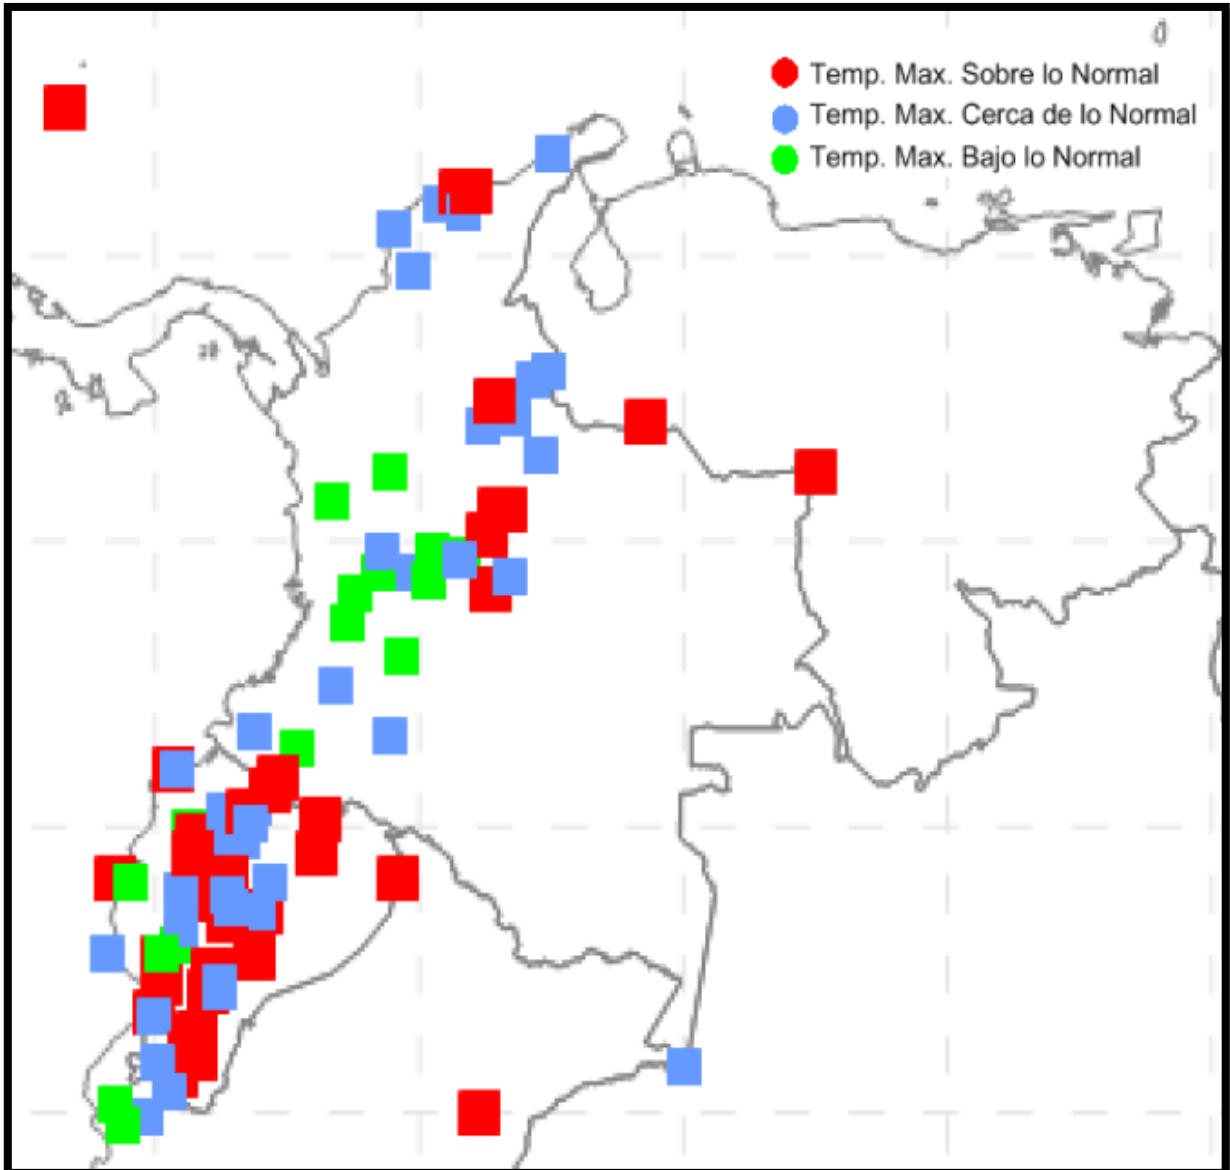 Temp. Max. Sobre lo Normal
Temp. Max. Cerca de lo Normal
Temp. Max. Bajo lo Normal